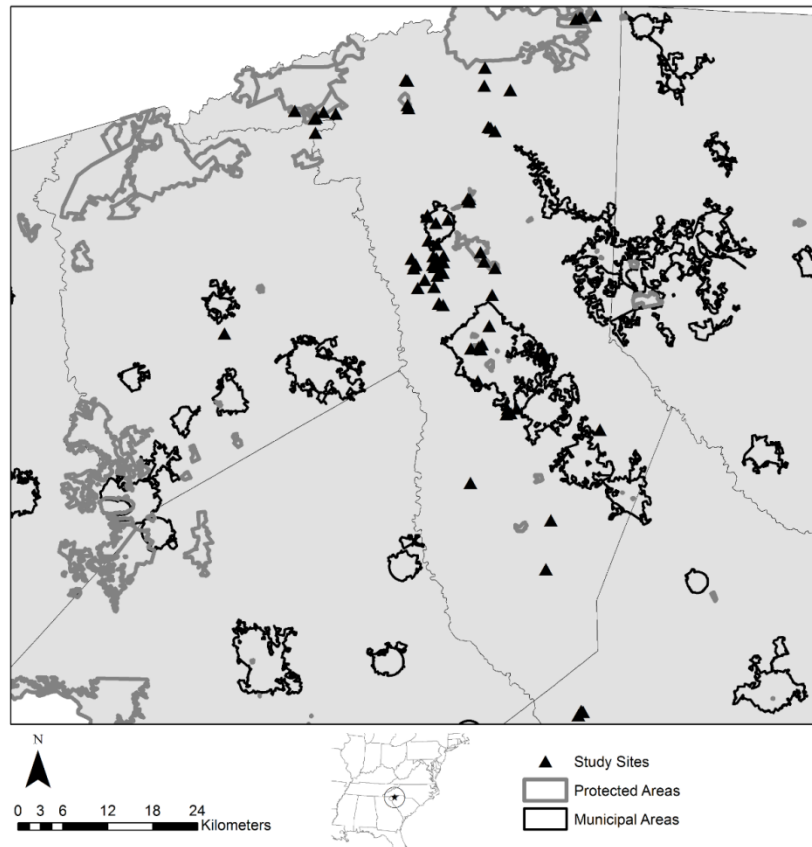 N
0 3 6 12 18 24
Kilometers
Study Sites
Protected Areas
Municipal Areas